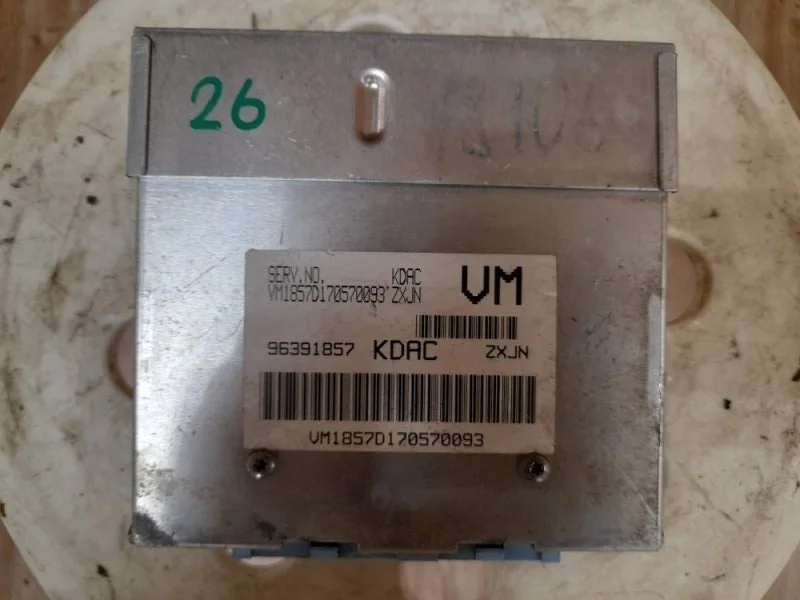 26
SERV.NO. KDAC VM
VM1857D170570093'ZXJN
96391857 KDAC ZXJN
VM1857D170570093